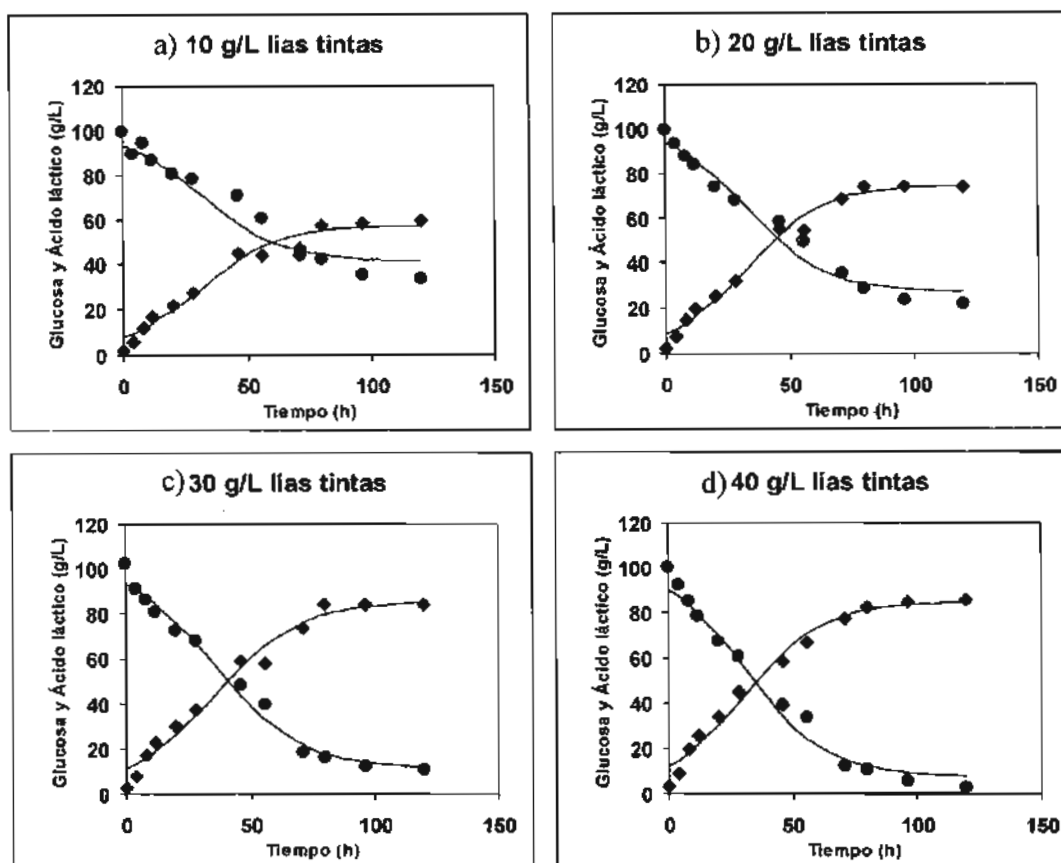 a) 10 g/L lías tintas
Glucosa y Ácido láctico (g/L)
120
100
80
60
40
20
0
0 50 100 150
Tiempo (h)
b) 20 g/L lías tintas
Glucosa y Ácido láctico (g/L)
120
100
80
60
40
20
0
0 50 100 150
Tiempo (h)
c) 30 g/L lías tintas
Glucosa y Ácido láctico (g/L)
120
100
80
60
40
20
0
0 50 100 150
Tiempo (h)
d) 40 g/L lías tintas
Glucosa y Ácido láctico (g/L)
120
100
80
60
40
20
0
0 50 100 150
Tiempo (h)